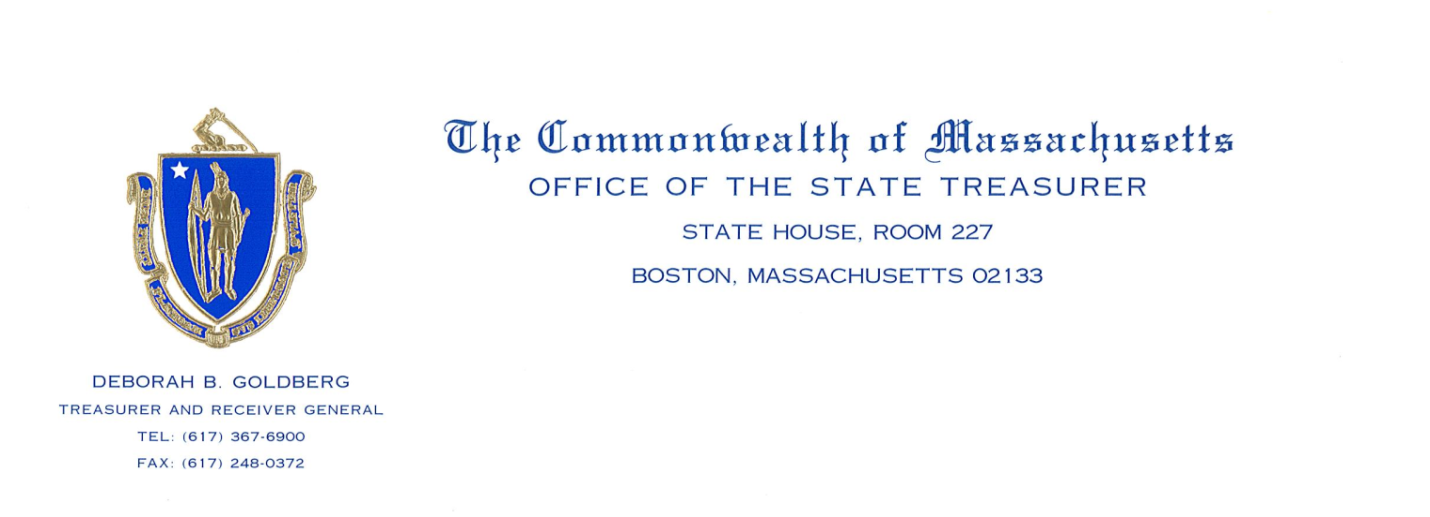 The Commonwealth of Massachusetts
OFFICE OF THE STATE TREASURER
STATE HOUSE, ROOM 227
BOSTON, MASSACHUSETTS 02133
DEBORAH B. GOLDBERG
TREASURER AND RECEIVER GENERAL
TEL: (617) 367-6900
FAX: (617) 248-0372